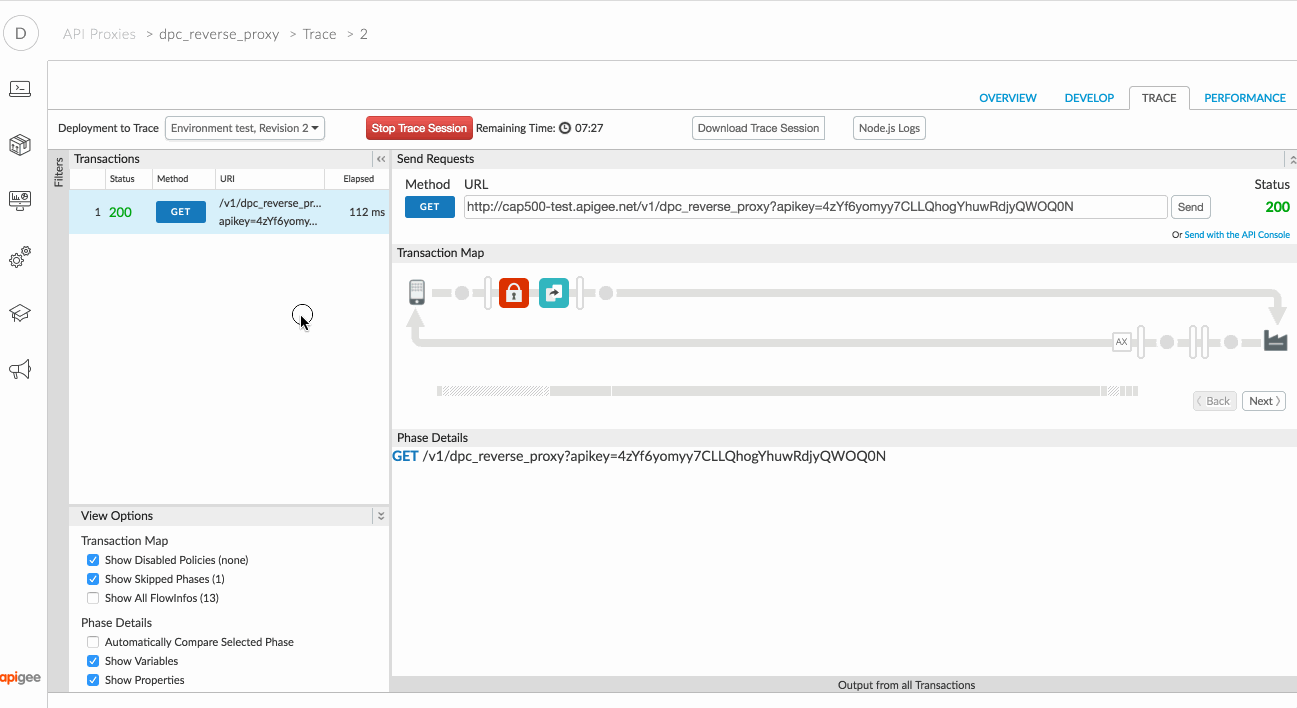 D
API Proxies > dpc_reverse_proxy > Trace > 2
OVERVIEW DEVELOP TRACE PERFORMANCE
Deployment to Trace Environment test, Revision 2 Stop Trace Session Remaining Time: 07:27 Download Trace Session Node.js Logs
Filters
Transactions
Status Method URI Elapsed
1 200 GET /v1/dpc_reverse_pr... 112 ms
apikey=4zYf6yomy...
Send Requests
Method URL Status
GET http://cap500-test.apigee.net/v1/dpc_reverse_proxy?apikey=4zYf6yomyy7CLLQhogYhuwRdjyQWOQ0N Send 200
Or Send with the API Console
Transaction Map
AX
Back Next
Phase Details
GET /v1/dpc_reverse_proxy?apikey=4zYf6yomyy7CLLQhogYhuwRdjyQWOQ0N
View Options
Transaction Map
Show Disabled Policies (none)
Show Skipped Phases (1)
Show All FlowInfos (13)
Phase Details
Automatically Compare Selected Phase
Show Variables
Show Properties
apigee
Output from all Transactions